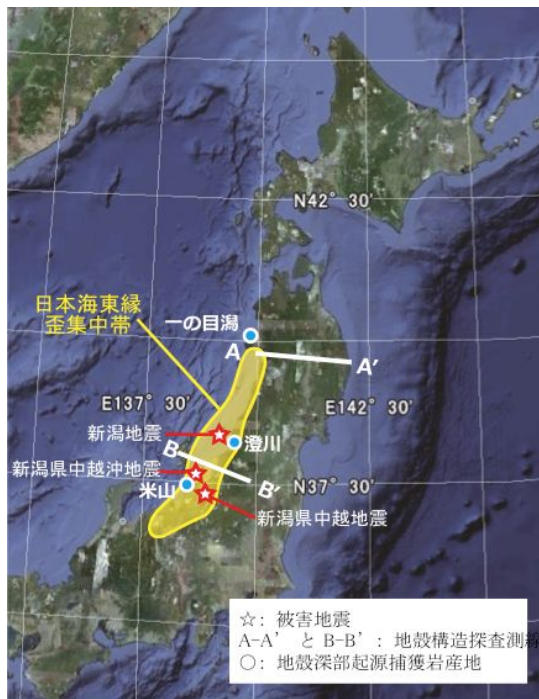 N42° 30'
日本海東縁
歪集中帯
一の目潟
A
A'
E137° 30'
E142° 30'
新潟地震
澄川
B
新潟県中越沖地震
米山
B'
N37° 30'
新潟県中越地震
☆: 被害地震
A-A' と B-B' : 地殻構造探査測線
○: 地殻深部起源捕獲岩産地